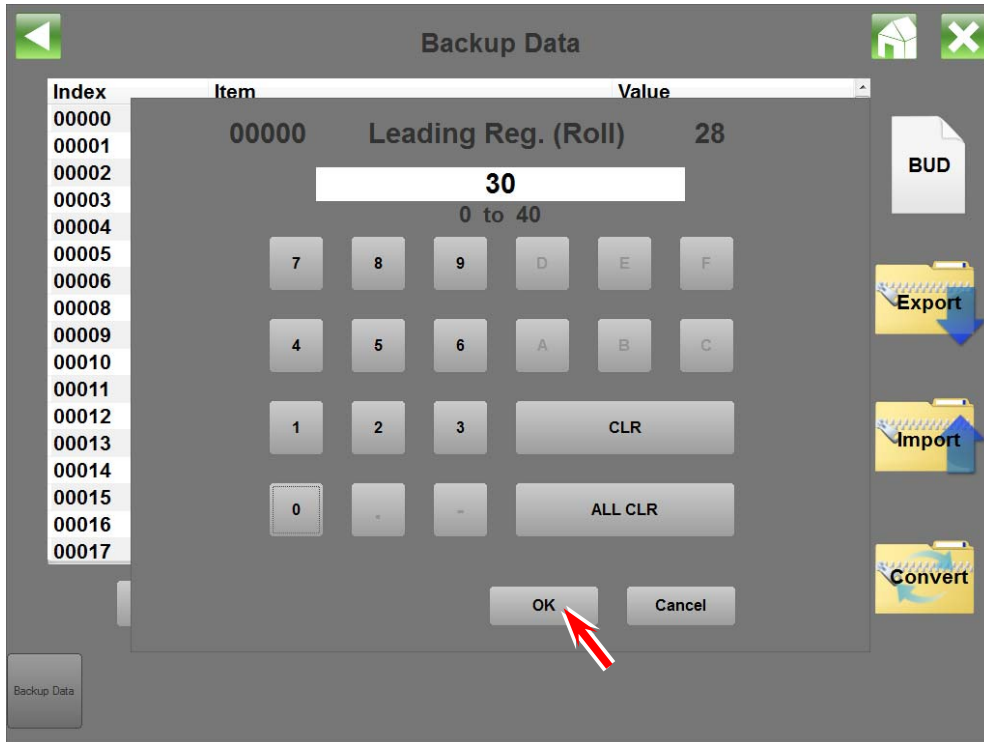 Backup Data
Index Item Value
00000
00001
00002
00003
00004
00005
00006
00008
00009
00010
00011
00012
00013
00014
00015
00016
00017
00000 Leading Reg. (Roll) 28
30
0 to 40
7 8 9 D E F
4 5 6 A B C
1 2 3 CLR
0 . - ALL CLR
OK Cancel
BUD
Export
Import
Convert
Backup Data